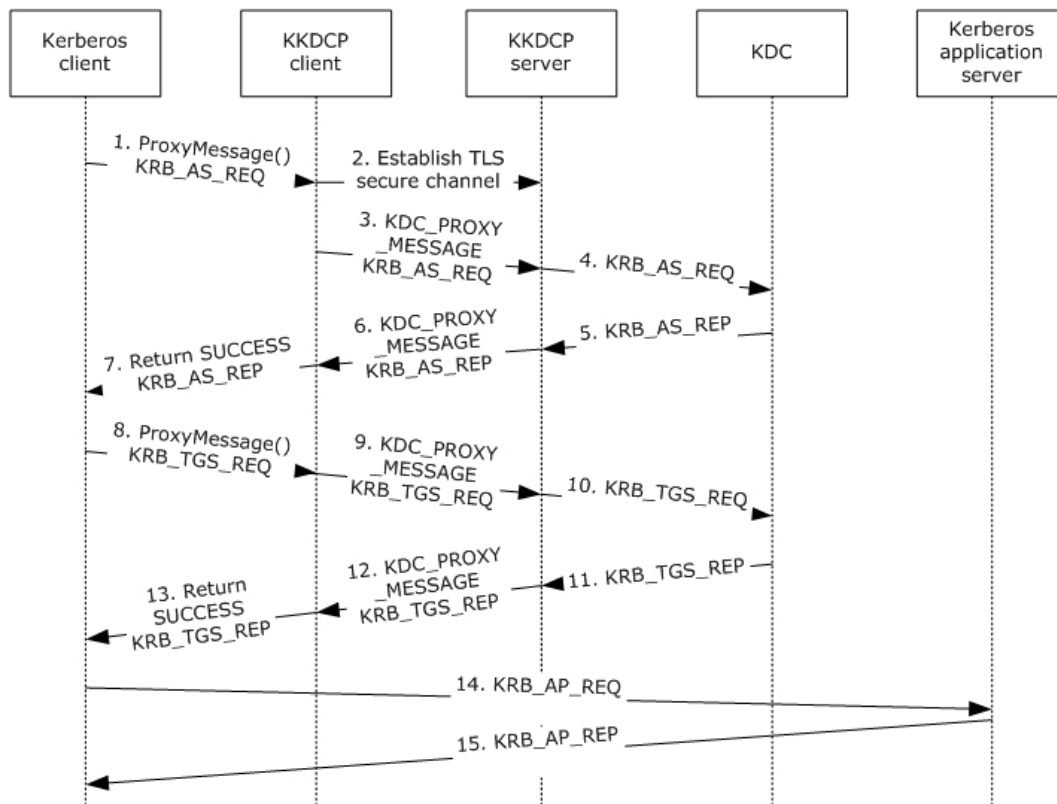 Kerberos
client
KKDCP
client
KKDCP
server
KDC
Kerberos
application
server
1. ProxyMessage()
KRB_AS_REQ
2. Establish TLS
secure channel
3. KDC_PROXY
_MESSAGE
KRB_AS_REQ
4. KRB_AS_REQ
5. KRB_AS_REP
6. KDC_PROXY
_MESSAGE
KRB_AS_REP
7. Return SUCCESS
KRB_AS_REP
8. ProxyMessage()
KRB_TGS_REQ
9. KDC_PROXY
_MESSAGE
KRB_TGS_REQ
10. KRB_TGS_REQ
11. KRB_TGS_REP
12. KDC_PROXY
_MESSAGE
KRB_TGS_REP
13. Return
SUCCESS
KRB_TGS_REP
14. KRB_AP_REQ
15. KRB_AP_REP